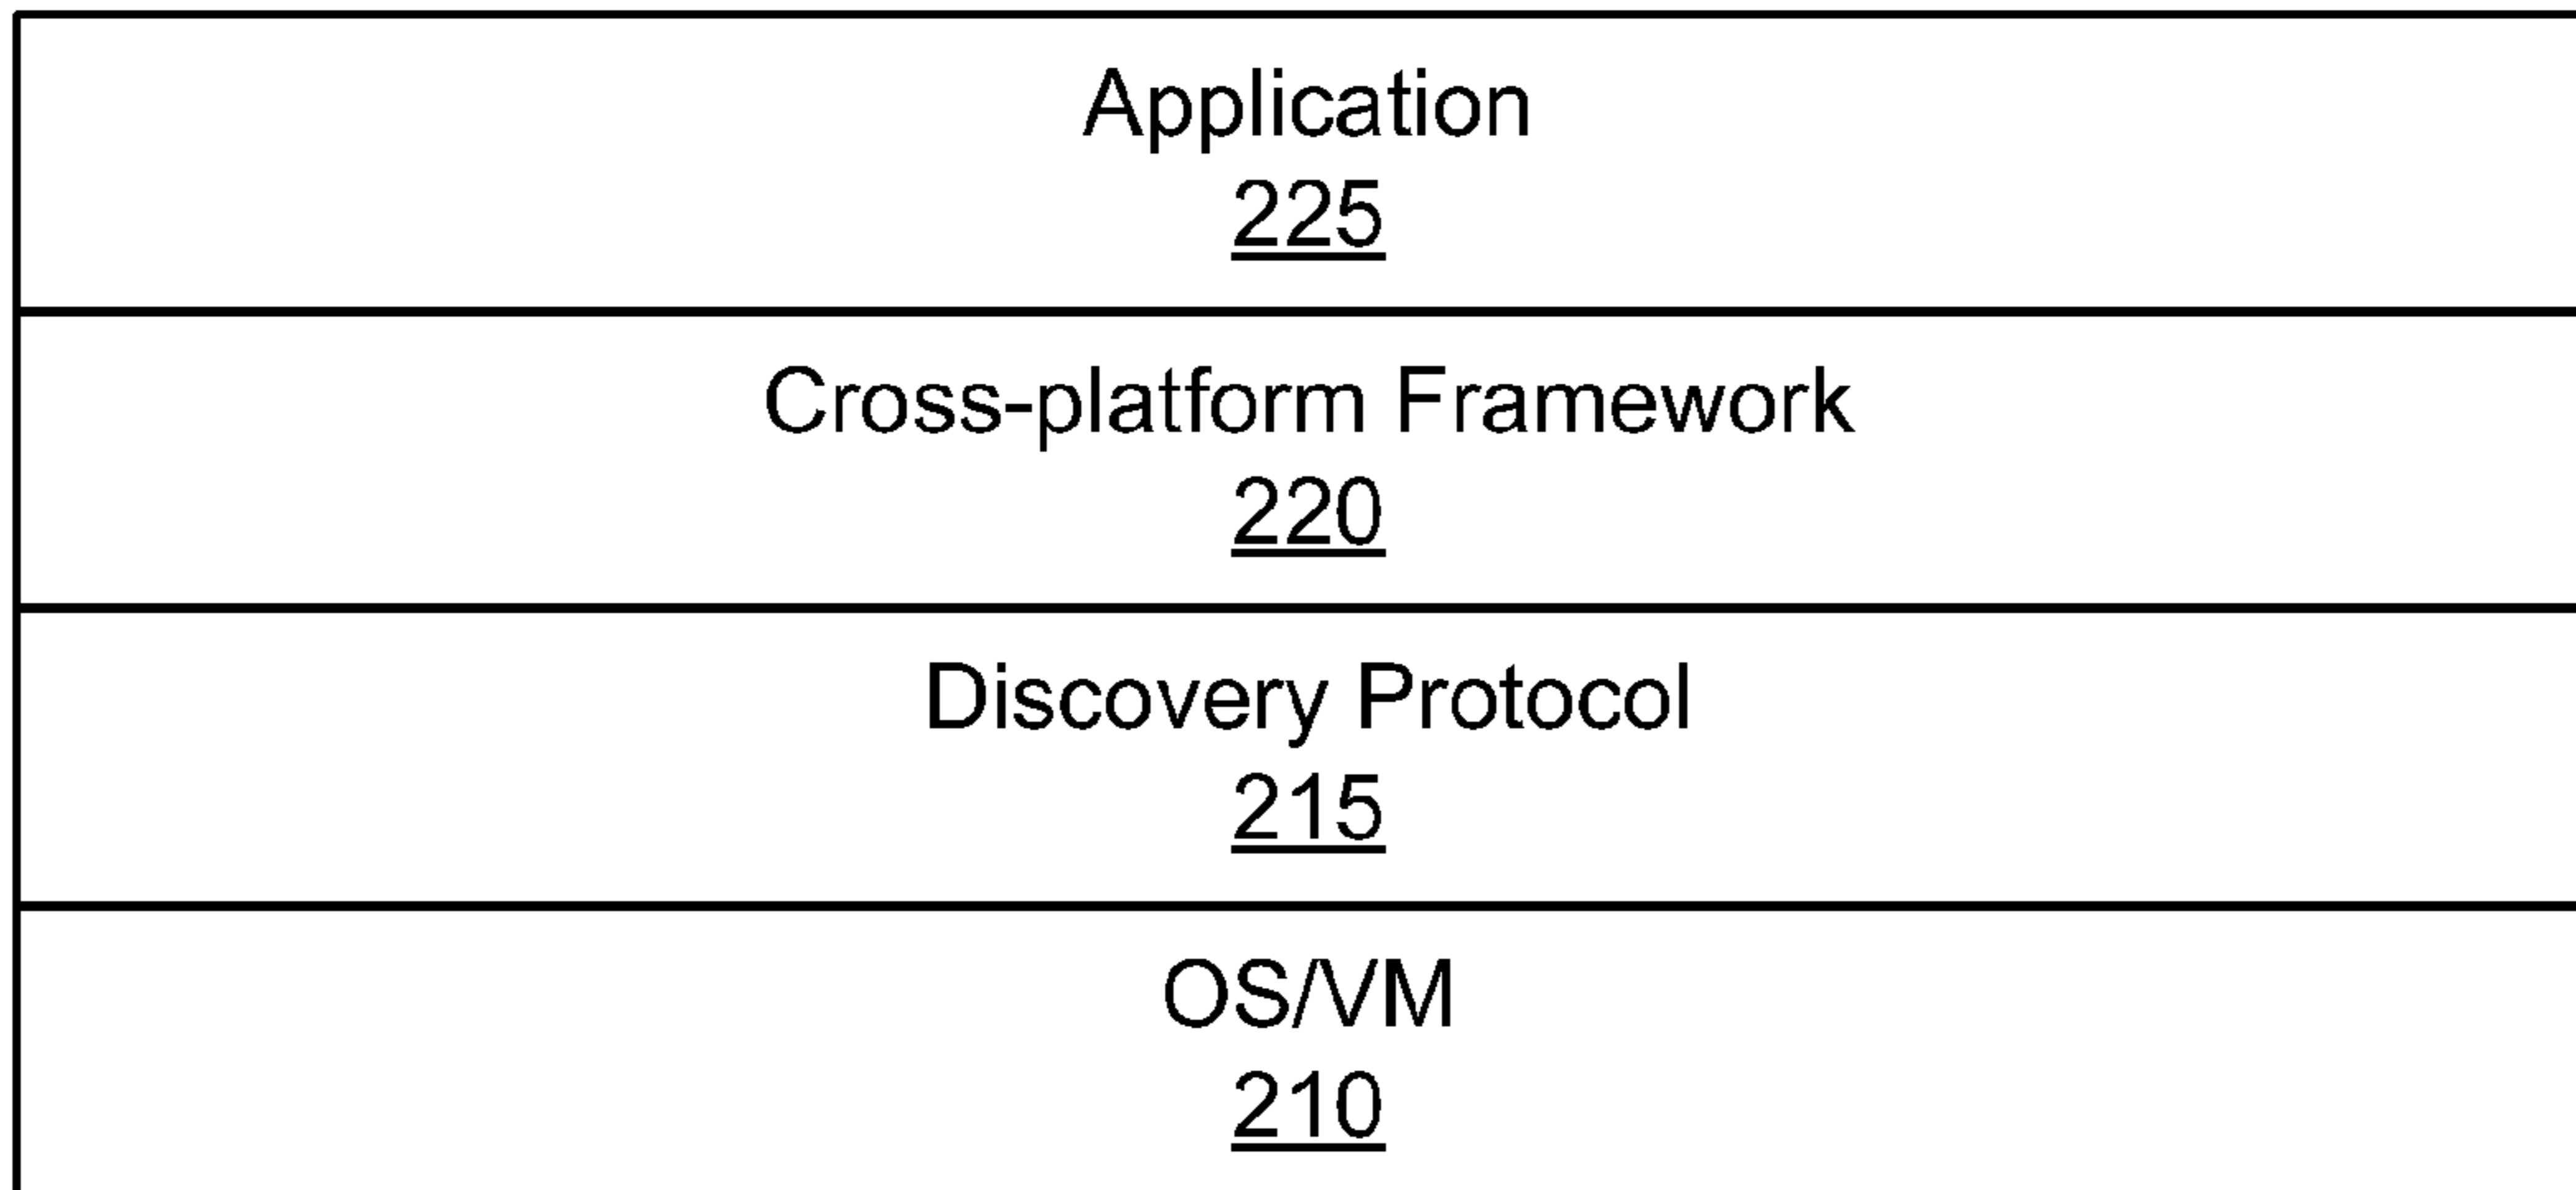 Application
225
Cross-platform Framework
220
Discovery Protocol
215
OS/VM
210